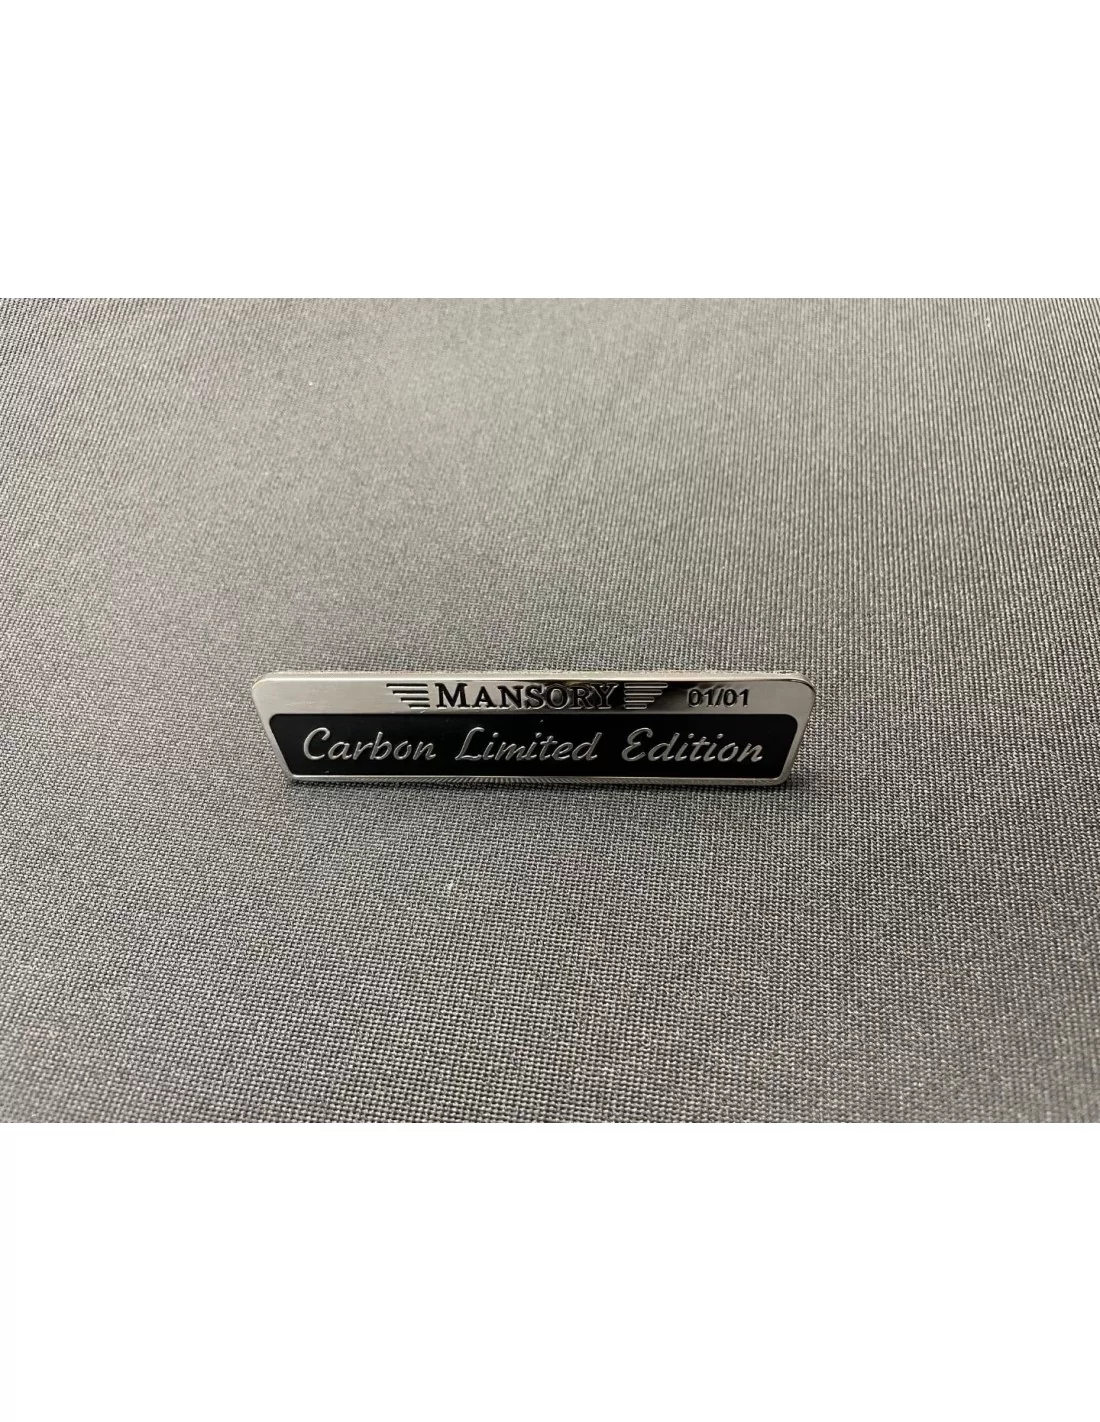 MANSORY 01/01
Carbon Limited Edition